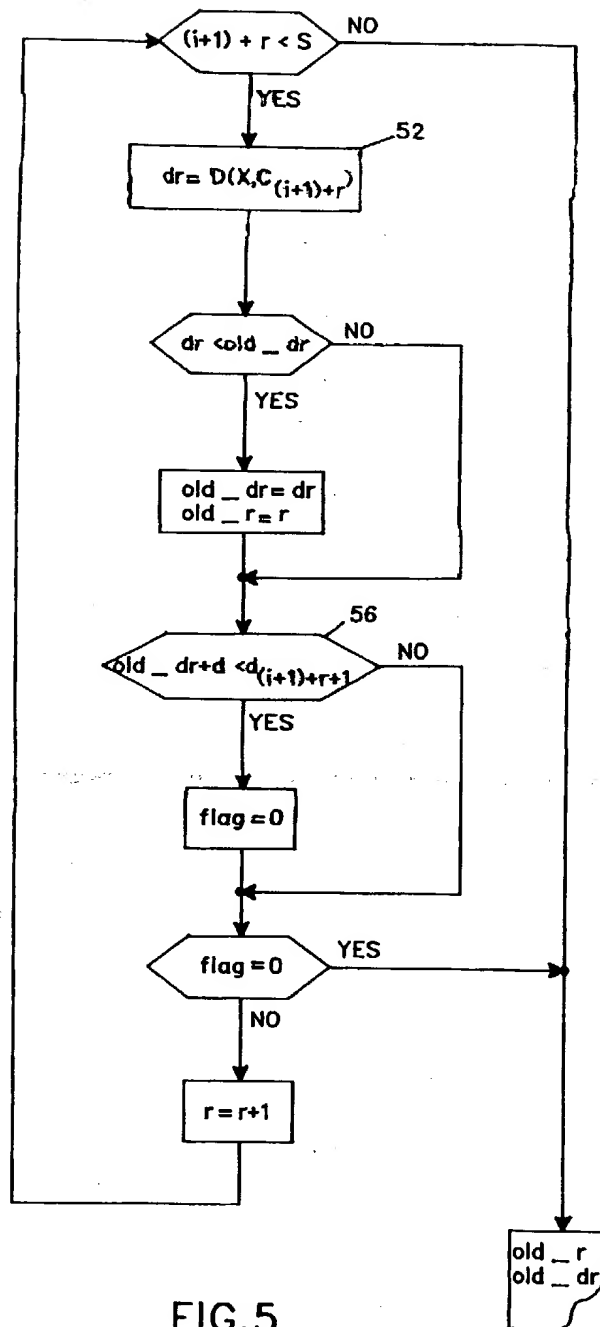 (i+1) + r < S
NO
YES
52
dr= D(X,C(i+1)+r)
dr <old _ dr
NO
YES
old _ dr= dr
old _ r= r
56
old _ dr+d <d(i+1)+r+1
NO
YES
flag=0
flag=0
YES
NO
r=r+1
old _ r
old _ dr
FIG.5